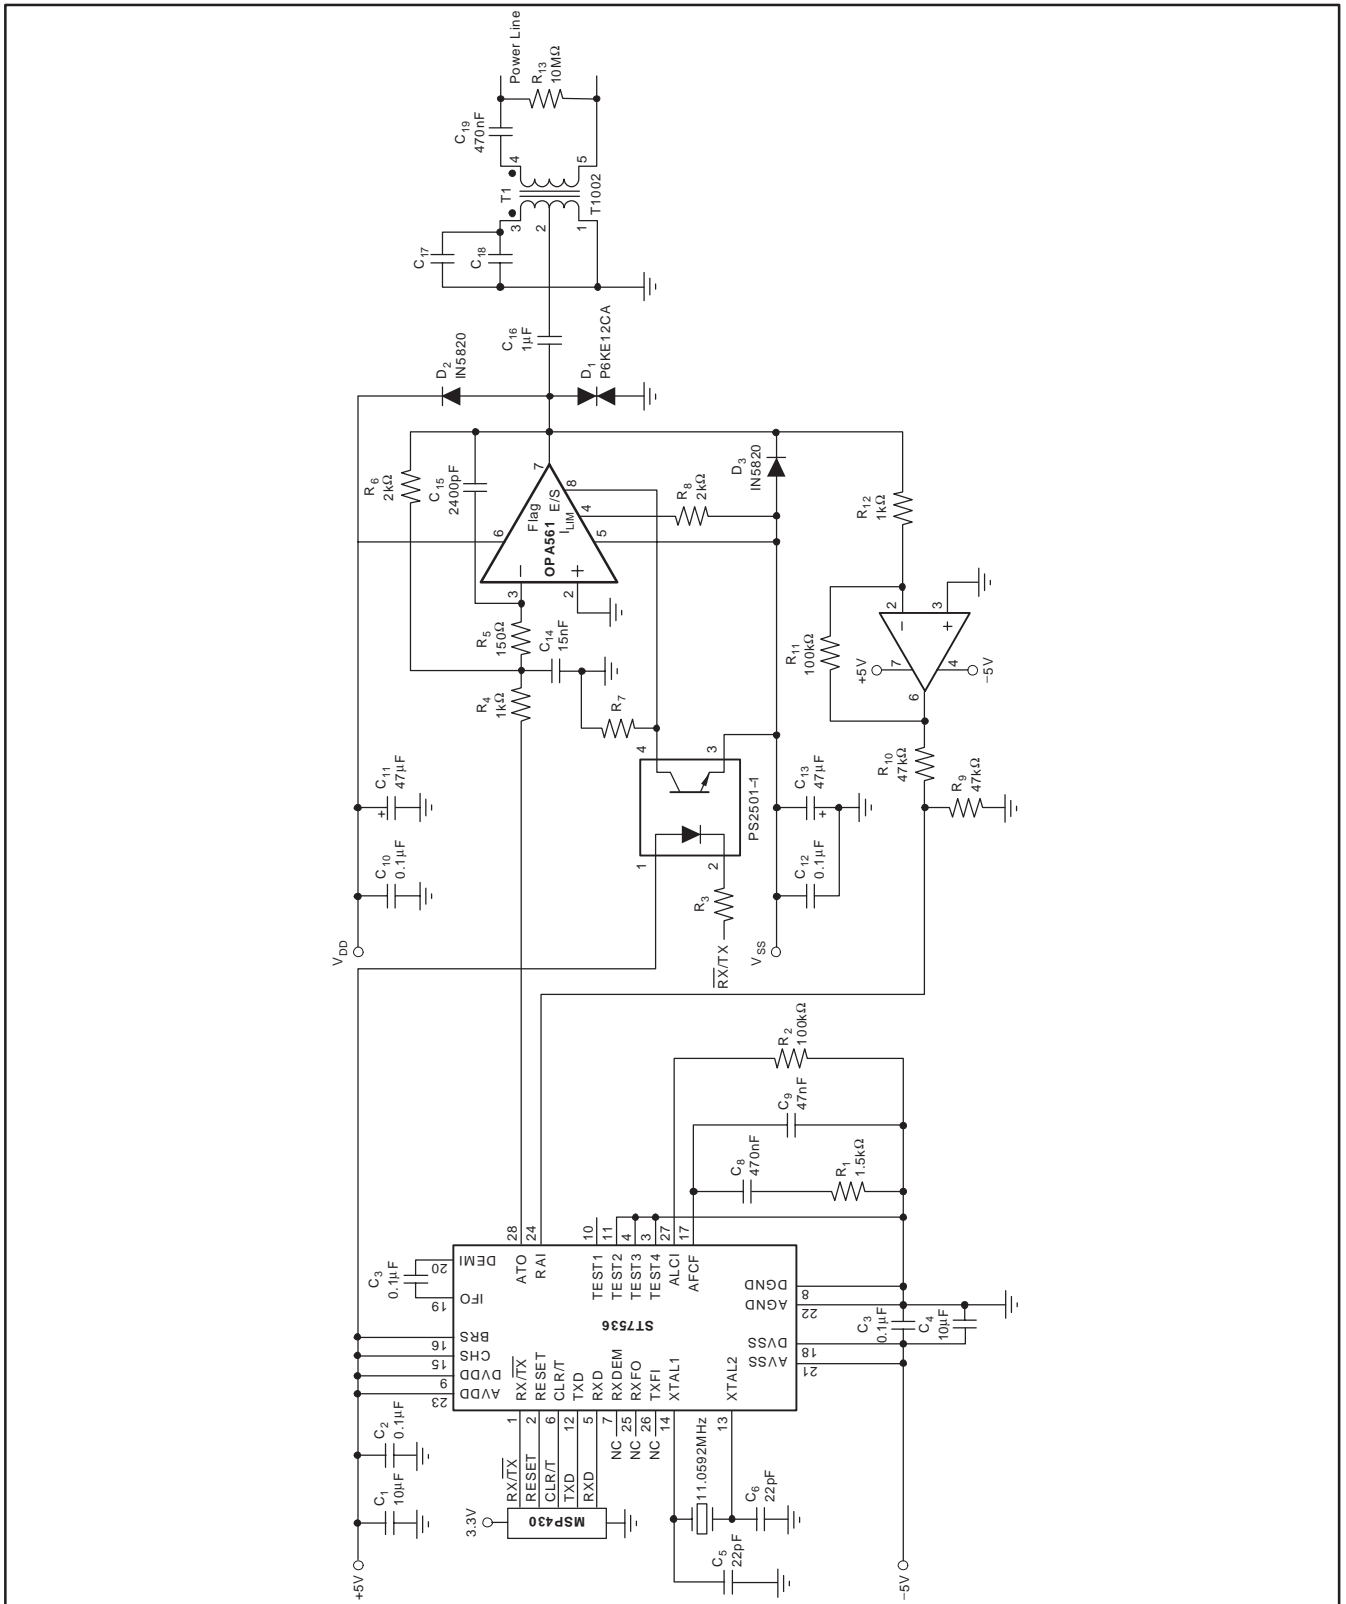 Power Line
R13
10MΩ
C19
470nF
4
5
T1
T1002
3
2
1
C17
C18
C16
1µF
D2
IN5820
D1
P6KE12CA
R6
2kΩ
C15
2400pF
7
8
E/S
Flag
ILIM
4
5
6
OPA561
−
+
3
2
R8
2kΩ
D3
IN5820
R12
1kΩ
R5
150Ω
C14
15nF
R4
1kΩ
R7
R11
100kΩ
2
3
−
+
+5V
7
4
−5V
6
R10
47kΩ
R9
47kΩ
C11
47µF
+
C10
0.1µF
VDD
4
3
PS2501-1
1
2
R3
RX/TX
C13
47µF
+
C12
0.1µF
VSS
R2
100kΩ
C9
47nF
C8
470nF
R1
1.5kΩ
C3
0.1µF
20
19
16
15
9
23
DEMI
IFO
BRS
CHS
DVDD
AVDD
28
24
10
11
4
3
27
17
ATO
RAI
TEST1
TEST2
TEST3
TEST4
ALCI
AFCF
ST7536
DGND
AGND
DVSS
AVSS
8
22
18
21
C3
0.1µF
C4
10µF
RX/TX
RESET
CLR/T
TXD
RXD
RXDEM
RXFO
TXFI
XTAL1
XTAL2
1
2
6
12
5
7
25
26
14
13
NC
NC
NC
RX/TX
RESET
CLR/T
TXD
RXD
MSP430
3.3V
C2
0.1µF
C1
10µF
+5V
11.0592MHz
C6
22pF
C5
22pF
−5V